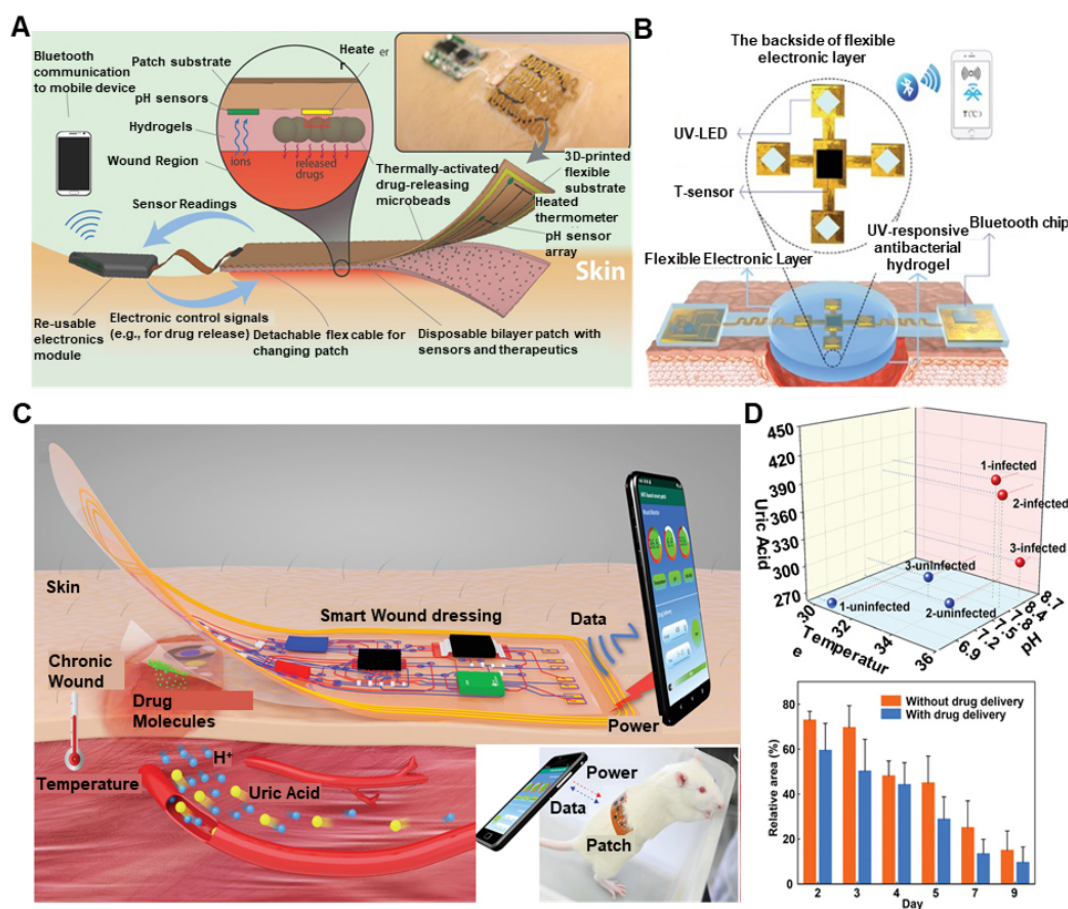 A
Bluetooth
communication
to mobile device
Patch substrate
pH sensors
Hydrogels
Wound Region
Heate er
r
ions
released
drugs
Thermally-activated
drug-releasing
microbeads
3D-printed
flexible
substrate
Heated thermometer
pH sensor
array
Sensor Readings
Skin
Re-usable
electronics
module
Electronic control signals
(e.g., for drug release)
Detachable flex cable for
changing patch
Disposable bilayer patch with
sensors and therapeutics
B
The backside of flexible
electronic layer
T(℃)
UV-LED
T-sensor
Bluetooth chip
UV-responsive
antibacterial
hydrogel
Flexible Electronic Layer
C
Skin
Smart Wound dressing
Data
Chronic
Wound
Drug
Molecules
Power
H+
Temperature
Uric Acid
Power
Data
Patch
D
Uric Acid
450
420
390
360
330
300
270
1-infected
2-infected
3-infected
3-uninfected
1-uninfected
2-uninfected
30
32
34
36
Temperatur
e
6.9
7.2
7.5
7.8
8.4
8.7
pH
Without drug delivery
With drug delivery
Relative area (%)
80
60
40
20
0
2 3 4 5 7 9
Day